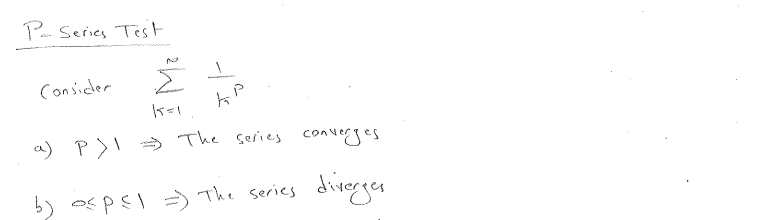 P- Series Test
Consider ∞ Σ k=1 1/k^p
a) P>1 ⇒ The series converges
b) 0≤p≤1 ⇒ The series diverges